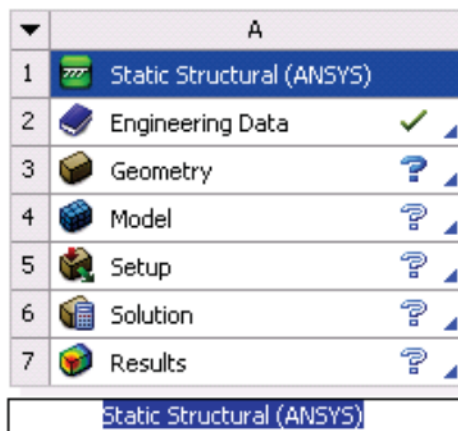 A
1 Static Structural (ANSYS)
2 Engineering Data
3 Geometry
4 Model
5 Setup
6 Solution
7 Results
Static Structural (ANSYS)